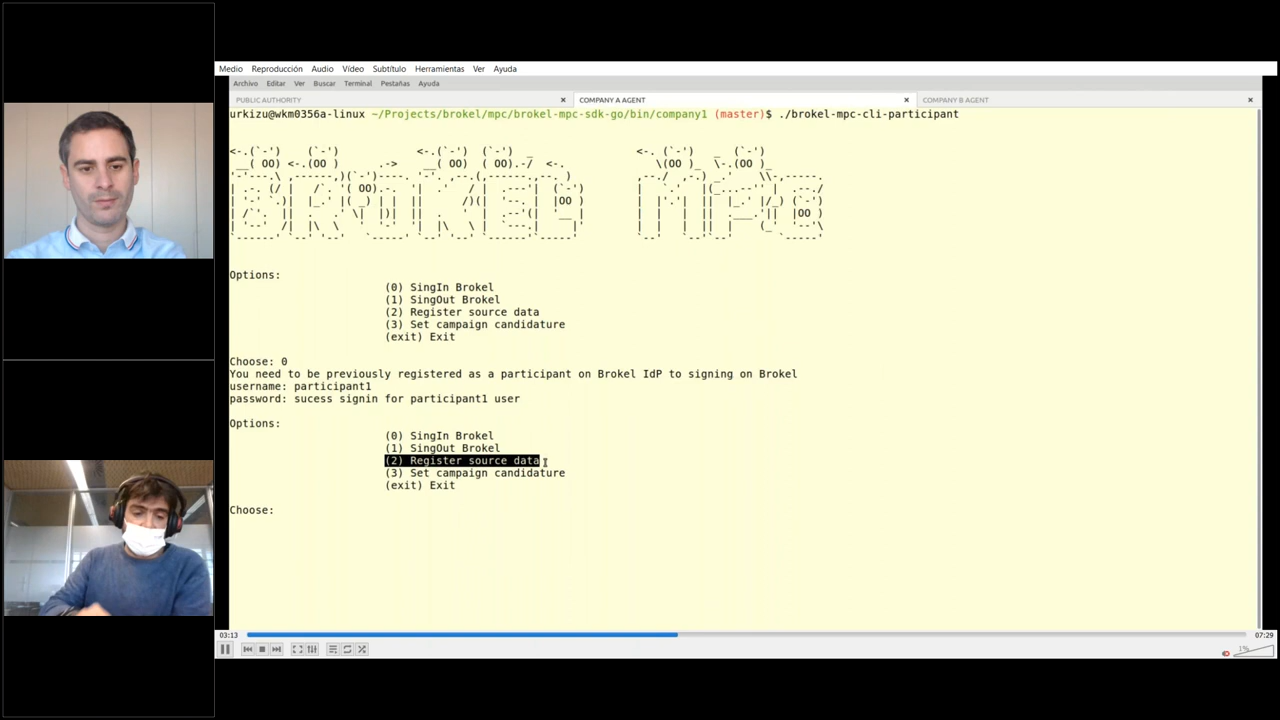 Medio Reproducción Audio Vídeo Subtítulo Herramientas Ver Ayuda
Archivo Editar Ver Buscar Terminal Pestañas Ayuda
PUBLIC AUTHORITY COMPANY A AGENT COMPANY B AGENT
urkizu@wkm0356a-linux ~/Projects/brokel/mpc/brokel-mpc-sdk-go/bin/company1 (master)$ ./brokel-mpc-cli-participant
BROKEL MPC
Options:
(0) SingIn Brokel
(1) SingOut Brokel
(2) Register source data
(3) Set campaign candidature
(exit) Exit
Choose: 0
You need to be previously registered as a participant on Brokel IdP to signing on Brokel
username: participant1
password: sucess signin for participant1 user
Options:
(0) SingIn Brokel
(1) SingOut Brokel
(2) Register source data
(3) Set campaign candidature
(exit) Exit
Choose:
03:13 07:29
1%